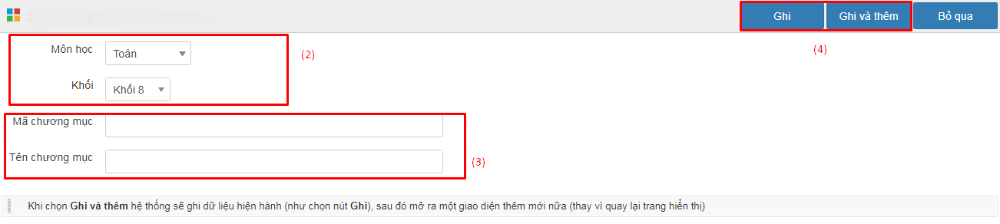 Ghi Ghi và thêm Bỏ qua
(4)
Môn học Toán
(2)
Khối Khối 8
Mã chương mục
Tên chương mục
(3)
Khi chọn Ghi và thêm hệ thống sẽ ghi dữ liệu hiện hành (như chọn nút Ghi), sau đó mở ra một giao diện thêm mới nữa (thay vì quay lại trang hiển thị)